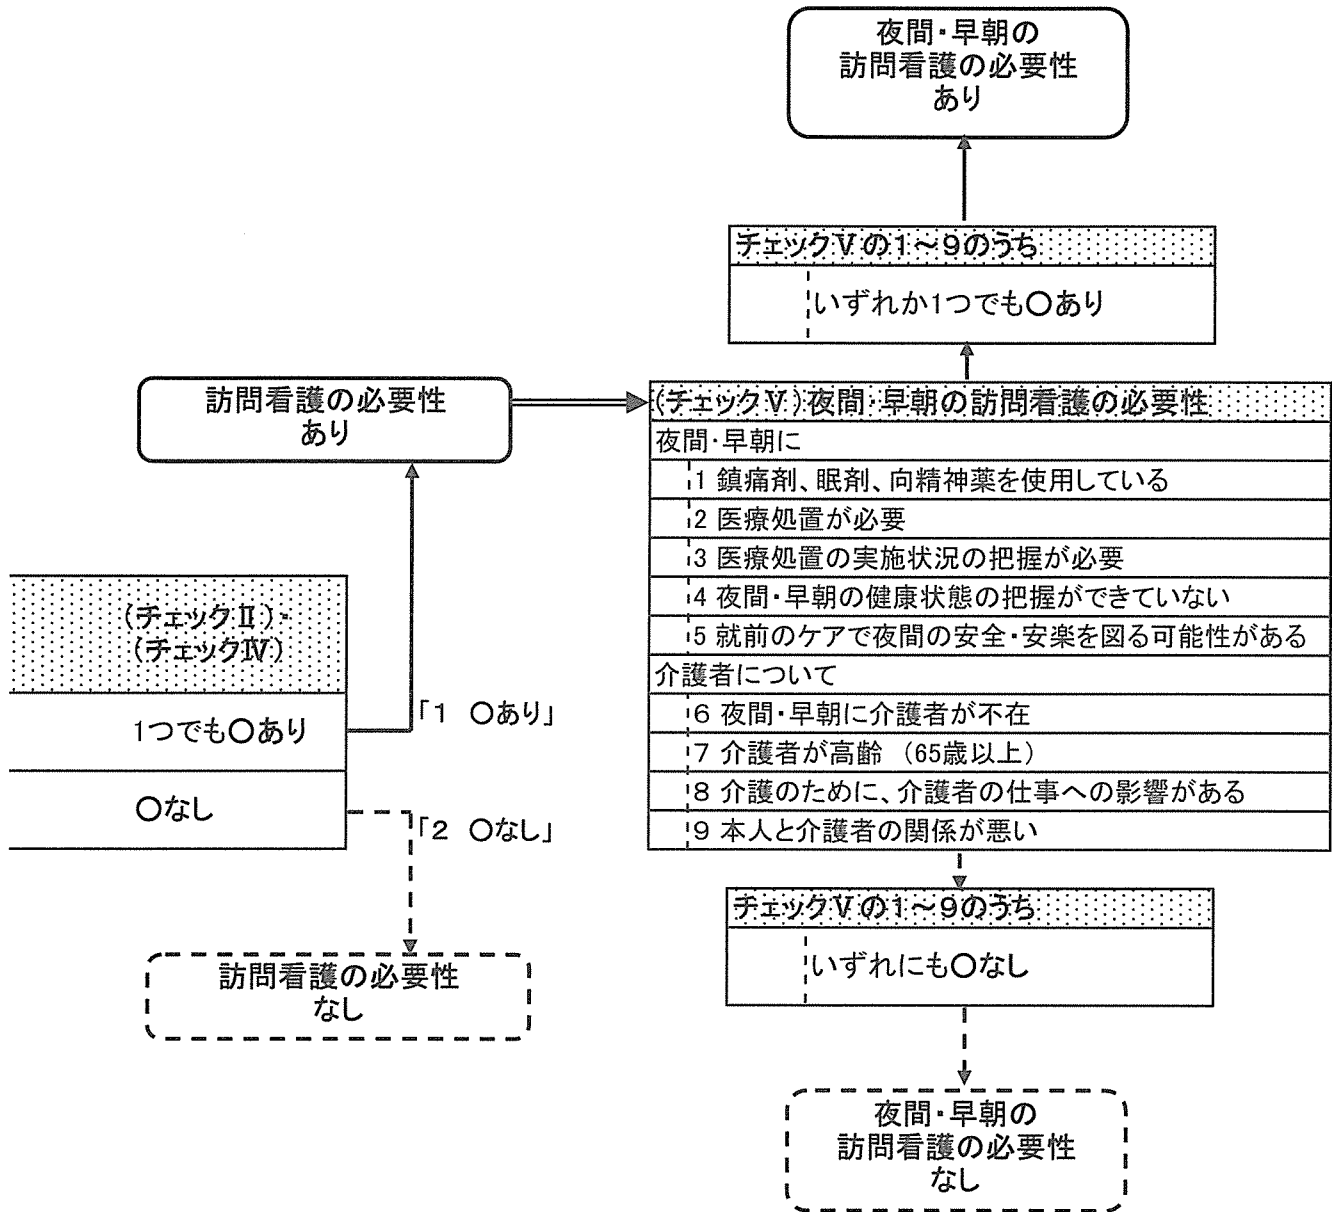 夜間・早朝の
訪問看護の必要性
あり
チェックⅤの1～9のうち
いずれか1つでも〇あり
訪問看護の必要性
あり
(チェックⅤ)夜間・早朝の訪問看護の必要性
夜間・早朝に
1 鎮痛剤、眠剤、向精神薬を使用している
2 医療処置が必要
3 医療処置の実施状況の把握が必要
4 夜間・早朝の健康状態の把握ができていない
5 就前のケアで夜間の安全・安楽を図る可能性がある
介護者について
6 夜間・早朝に介護者が不在
7 介護者が高齢 (65歳以上)
8 介護のために、介護者の仕事への影響がある
9 本人と介護者の関係が悪い
(チェックⅡ)・
(チェックⅣ)
1つでも〇あり
「1 〇あり」
〇なし
「2 〇なし」
訪問看護の必要性
なし
チェックⅤの1～9のうち
いずれにも〇なし
夜間・早朝の
訪問看護の必要性
なし